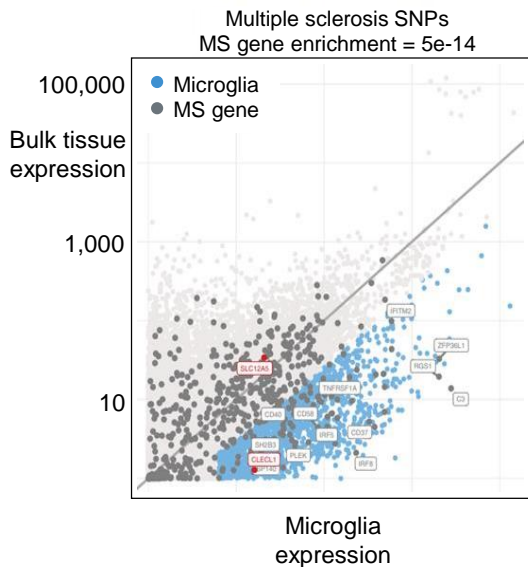 Multiple sclerosis SNPs
MS gene enrichment = 5e-14
100,000
Microglia
MS gene
Bulk tissue
expression
1,000
IFITM2
ZFP36L1
SLC12A5
RGS1
TNFRSF1A
C3
10
CD40
CD58
IRF5
CD37
SH2B3
CLECL1
PLEK
IRF8
Microglia
expression